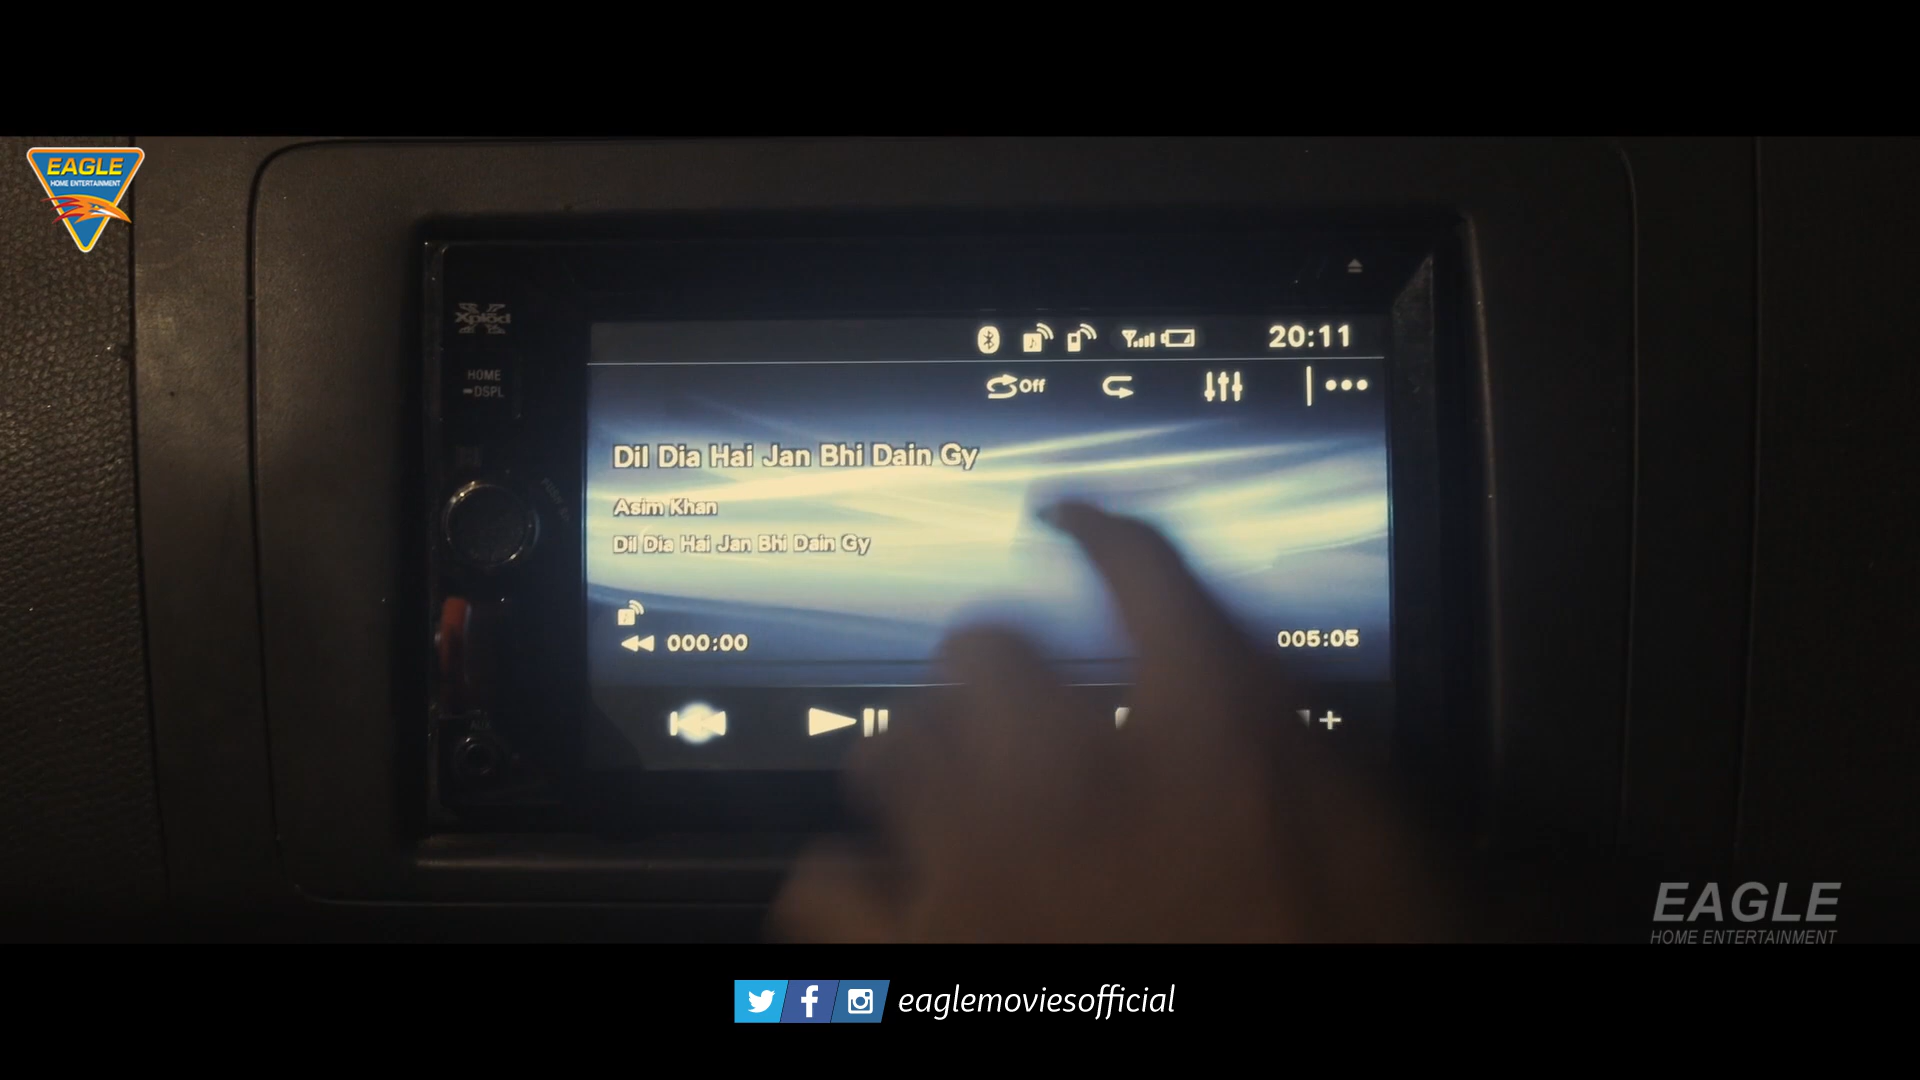 EAGLE
HOME ENTERTAINMENT
Xplod
HOME
DSPL
20:11
Off
Dil Dia Hai Jan Bhi Dain Gy
Asim Khan
Dil Dia Hai Jan Bhi Dain Gy
000:00
005:05
AUX
+
EAGLE
HOME ENTERTAINMENT
eaglemoviesofficial